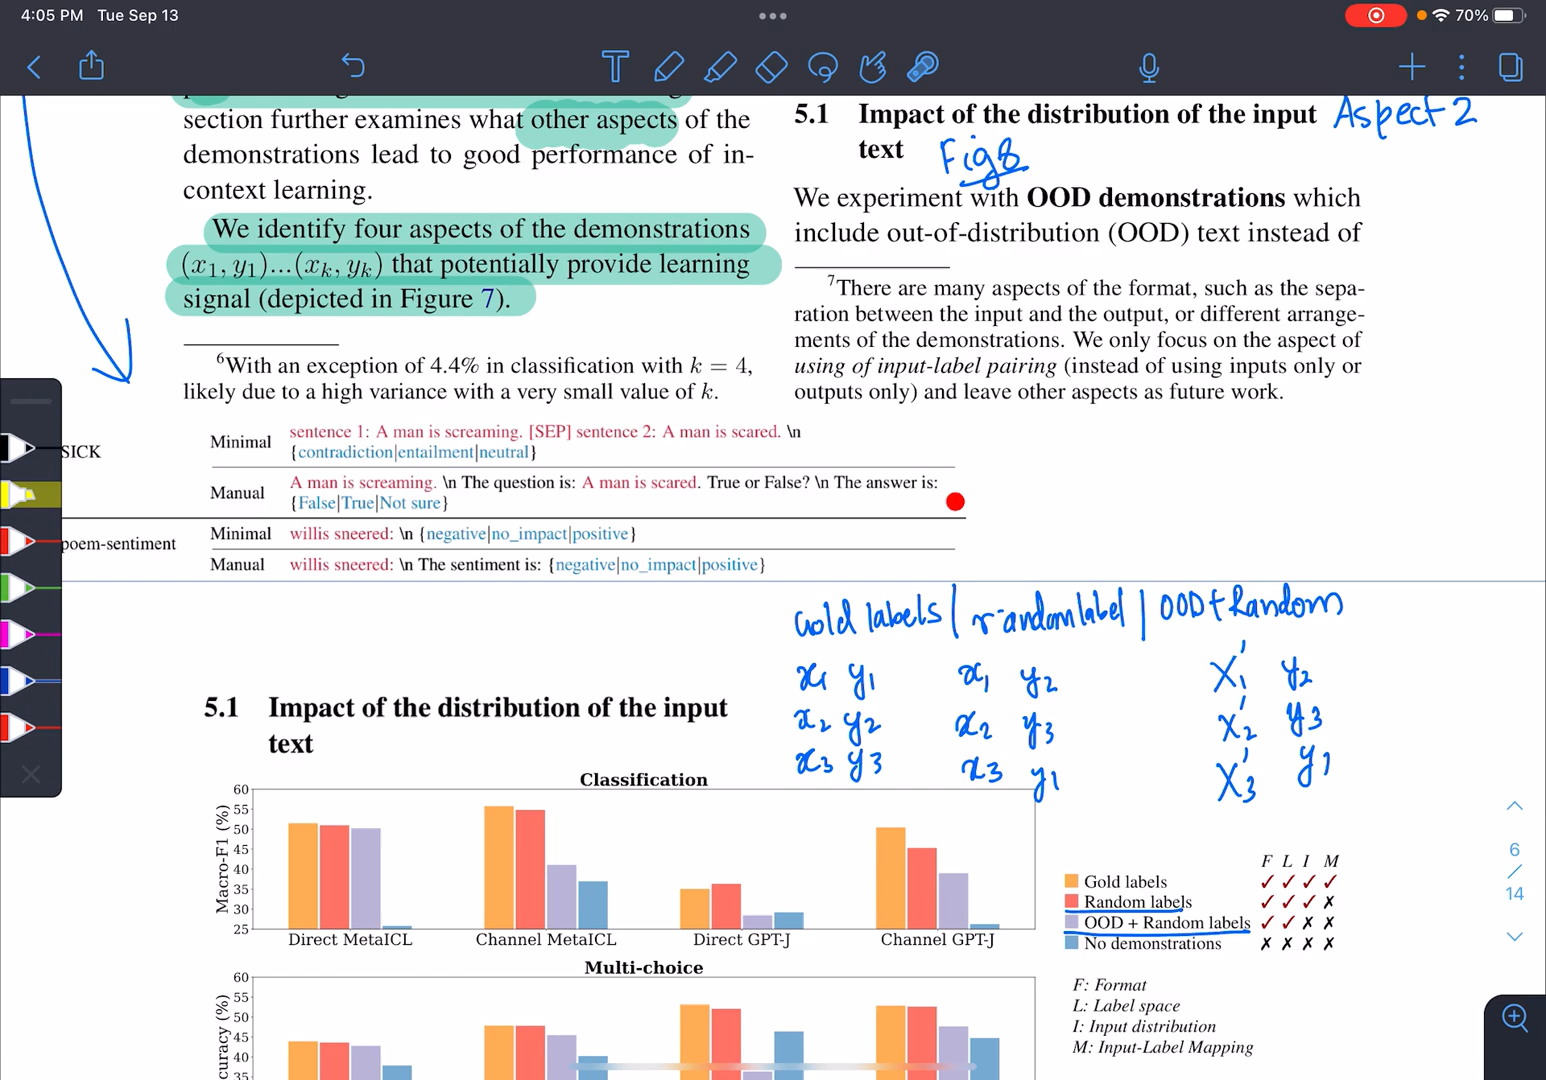 4:05 PM Tue Sep 13
70%
section further examines what other aspects of the
demonstrations lead to good performance of in-
context learning.
We identify four aspects of the demonstrations
(x1, y1)...(xk, yk) that potentially provide learning
signal (depicted in Figure 7).
6With an exception of 4.4% in classification with k = 4,
likely due to a high variance with a very small value of k.
5.1 Impact of the distribution of the input Aspect 2
text Fig 8
We experiment with OOD demonstrations which
include out-of-distribution (OOD) text instead of
7There are many aspects of the format, such as the sepa-
ration between the input and the output, or different arrange-
ments of the demonstrations. We only focus on the aspect of
using of input-label pairing (instead of using inputs only or
outputs only) and leave other aspects as future work.
SICK
Minimal
sentence 1: A man is screaming. [SEP] sentence 2: A man is scared. \n
{contradiction|entailment|neutral}
Manual
A man is screaming. \n The question is: A man is scared. True or False? \n The answer is:
{False|True|Not sure}
poem-sentiment
Minimal willis sneered: \n {negative|no_impact|positive}
Manual willis sneered: \n The sentiment is: {negative|no_impact|positive}
Gold labels | random label | OOD + Random
x1 y1 x1 y2 X1' y2
x2 y2 x2 y3 X2' y3
x3 y3 x3 y1 X3' y1
5.1 Impact of the distribution of the input
text
Classification
Macro-F1 (%)
60
55
50
45
40
35
30
25
Direct MetaICL Channel MetaICL Direct GPT-J Channel GPT-J
F L I M
Gold labels ✓ ✓ ✓ ✓
Random labels ✓ ✓ ✓ ✗
OOD + Random labels ✓ ✓ ✗ ✗
No demonstrations ✗ ✗ ✗ ✗
F: Format
L: Label space
I: Input distribution
M: Input-Label Mapping
Multi-choice
curacy (%)
60
55
50
45
40
35
6
/
14